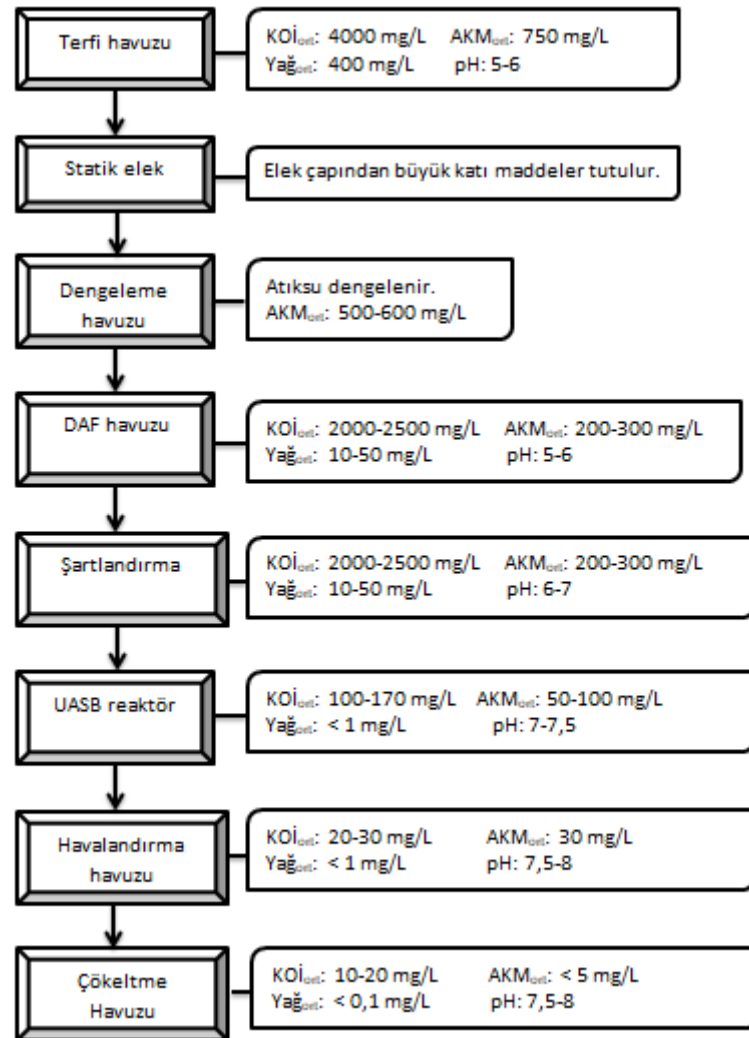 Terfi havuzu
KOİort: 4000 mg/L AKMort: 750 mg/L
Yağort: 400 mg/L pH: 5-6
Statik elek
Elek çapından büyük katı maddeler tutulur.
Dengeleme
havuzu
Atıksu dengelenir.
AKMort: 500-600 mg/L
DAF havuzu
KOİort: 2000-2500 mg/L AKMort: 200-300 mg/L
Yağort: 10-50 mg/L pH: 5-6
Şartlandırma
KOİort: 2000-2500 mg/L AKMort: 200-300 mg/L
Yağort: 10-50 mg/L pH: 6-7
UASB reaktör
KOİort: 100-170 mg/L AKMort: 50-100 mg/L
Yağort: < 1 mg/L pH: 7-7,5
Havalandırma
havuzu
KOİort: 20-30 mg/L AKMort: 30 mg/L
Yağort: < 1 mg/L pH: 7,5-8
Çökeltme
Havuzu
KOİort: 10-20 mg/L AKMort: < 5 mg/L
Yağort: < 0,1 mg/L pH: 7,5-8